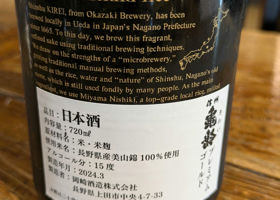 Shinshu KIREI, from Okazaki Brewery, has been
brewed locally in Ueda in Japan's Nagano Prefecture
since 1665. To this day, we brew this fragrant,
sake using traditional brewing techniques.
we draw on the strengths of a "microbrewery",
traditional manual brewing methods,
as the rice, water and "nature" of Shinshu, Nagano's old
which is still used fondly by many people. As the main
we use Miyama Nishiki, a top-grade local rice,
品目 日本酒
内容量 720ml
原材料名 米・米麹
使用原料米 長野県産美山錦100%使用
アルコール分 15度
製造年月 2024.3
製造者 岡崎酒造株式会社
長野県上田市中央4-7-33
信州
亀齢
ゴールド